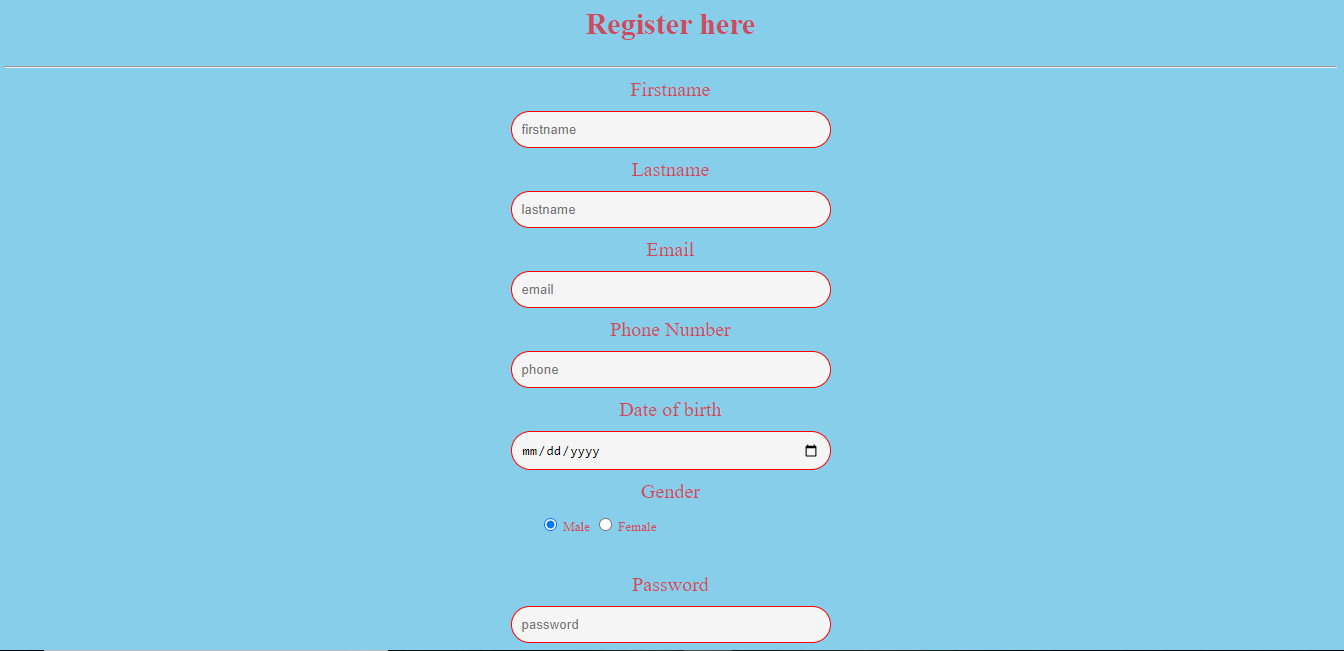 Register here
Firstname
firstname
Lastname
lastname
Email
email
Phone Number
phone
Date of birth
mm/dd/yyyy
Gender
Male Female
Password
password